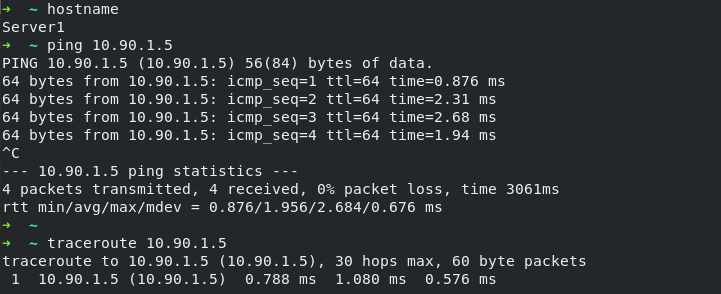 ➜  ~ hostname
Server1
➜  ~ ping 10.90.1.5
PING 10.90.1.5 (10.90.1.5) 56(84) bytes of data.
64 bytes from 10.90.1.5: icmp_seq=1 ttl=64 time=0.876 ms
64 bytes from 10.90.1.5: icmp_seq=2 ttl=64 time=2.31 ms
64 bytes from 10.90.1.5: icmp_seq=3 ttl=64 time=2.68 ms
64 bytes from 10.90.1.5: icmp_seq=4 ttl=64 time=1.94 ms
^C
--- 10.90.1.5 ping statistics ---
4 packets transmitted, 4 received, 0% packet loss, time 3061ms
rtt min/avg/max/mdev = 0.876/1.956/2.684/0.676 ms
➜  ~
➜  ~ traceroute 10.90.1.5
traceroute to 10.90.1.5 (10.90.1.5), 30 hops max, 60 byte packets
 1  10.90.1.5 (10.90.1.5)  0.788 ms  1.080 ms  0.576 ms